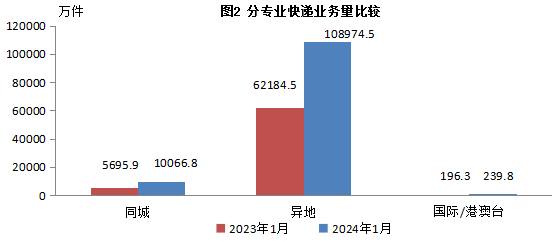 图2 分专业快递业务量比较
万件
120000
100000
80000
60000
40000
20000
0
5695.9
10066.8
62184.5
108974.5
196.3
239.8
同城
异地
国际/港澳台
2023年1月
2024年1月